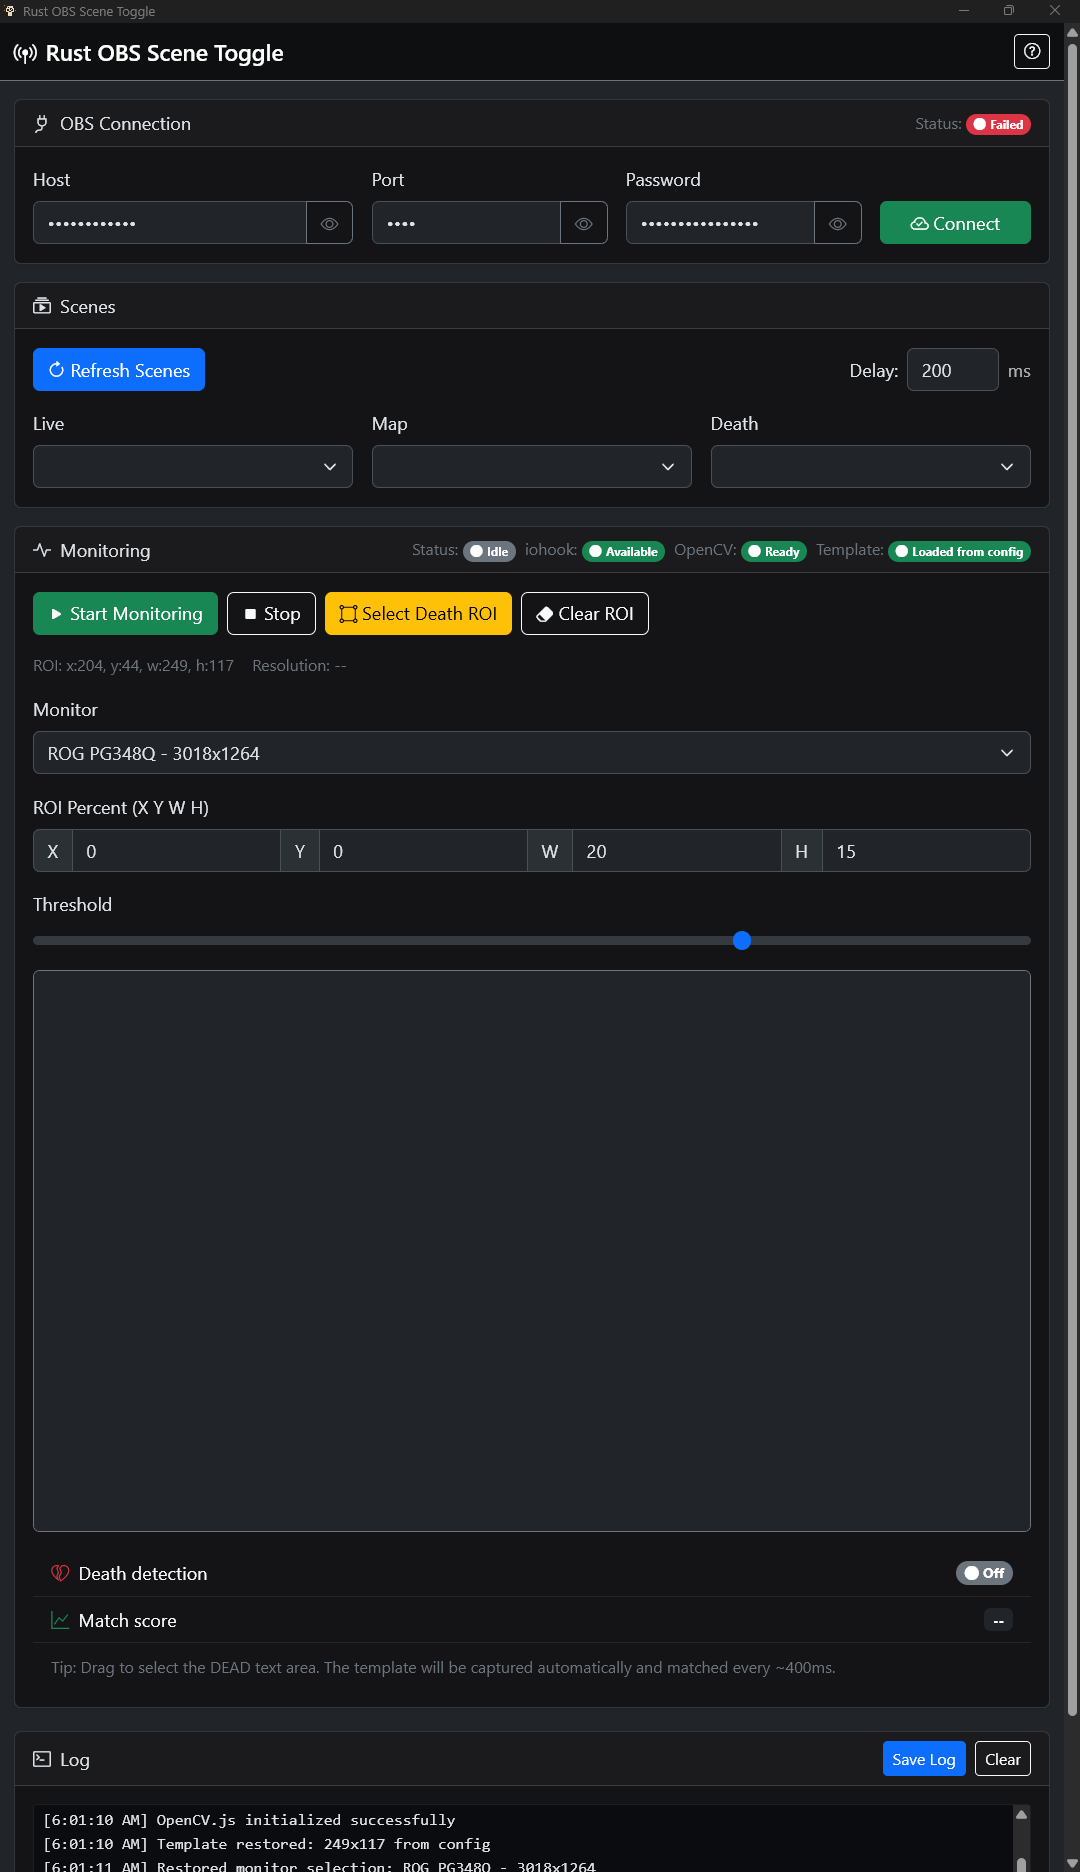 Rust OBS Scene Toggle
Rust OBS Scene Toggle
OBS Connection
Status: Failed
Host
Port
Password
••••••••••••
••••
••••••••••••••••
Connect
Scenes
Refresh Scenes
Delay: 200 ms
Live
Map
Death
Monitoring
Status: Idle iohook: Available OpenCV: Ready Template: Loaded from config
Start Monitoring
Stop
Select Death ROI
Clear ROI
ROI: x:204, y:44, w:249, h:117 Resolution: --
Monitor
ROG PG348Q - 3018x1264
ROI Percent (X Y W H)
X 0 Y 0 W 20 H 15
Threshold
Death detection
Off
Match score
--
Tip: Drag to select the DEAD text area. The template will be captured automatically and matched every ~400ms.
Log
Save Log
Clear
[6:01:10 AM] OpenCV.js initialized successfully
[6:01:10 AM] Template restored: 249x117 from config
[6:01:11 AM] Restored monitor selection: ROG PG348Q - 3018x1264